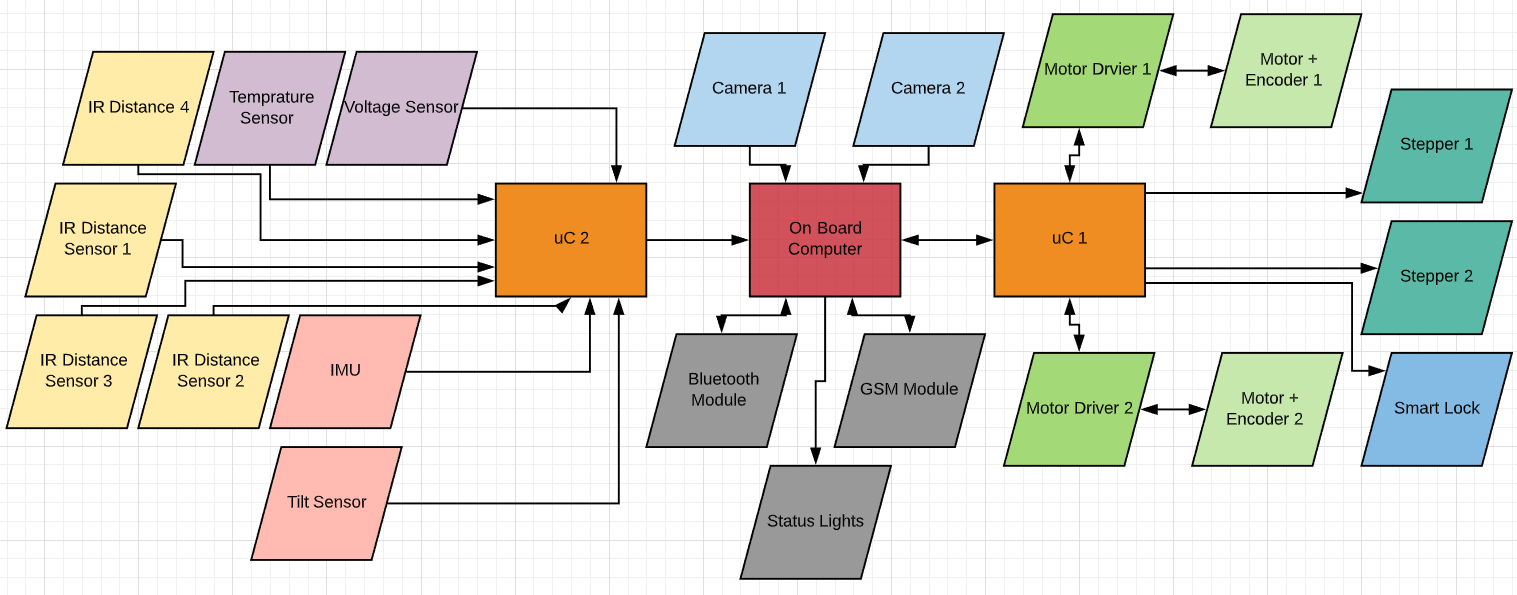 IR Distance 4
Temprature
Sensor
Voltage Sensor
Camera 1
Camera 2
Motor Drvier 1
Motor +
Encoder 1
Stepper 1
IR Distance
Sensor 1
uC 2
On Board
Computer
uC 1
Stepper 2
IR Distance
Sensor 3
IR Distance
Sensor 2
IMU
Bluetooth
Module
GSM Module
Motor Driver 2
Motor +
Encoder 2
Smart Lock
Tilt Sensor
Status Lights